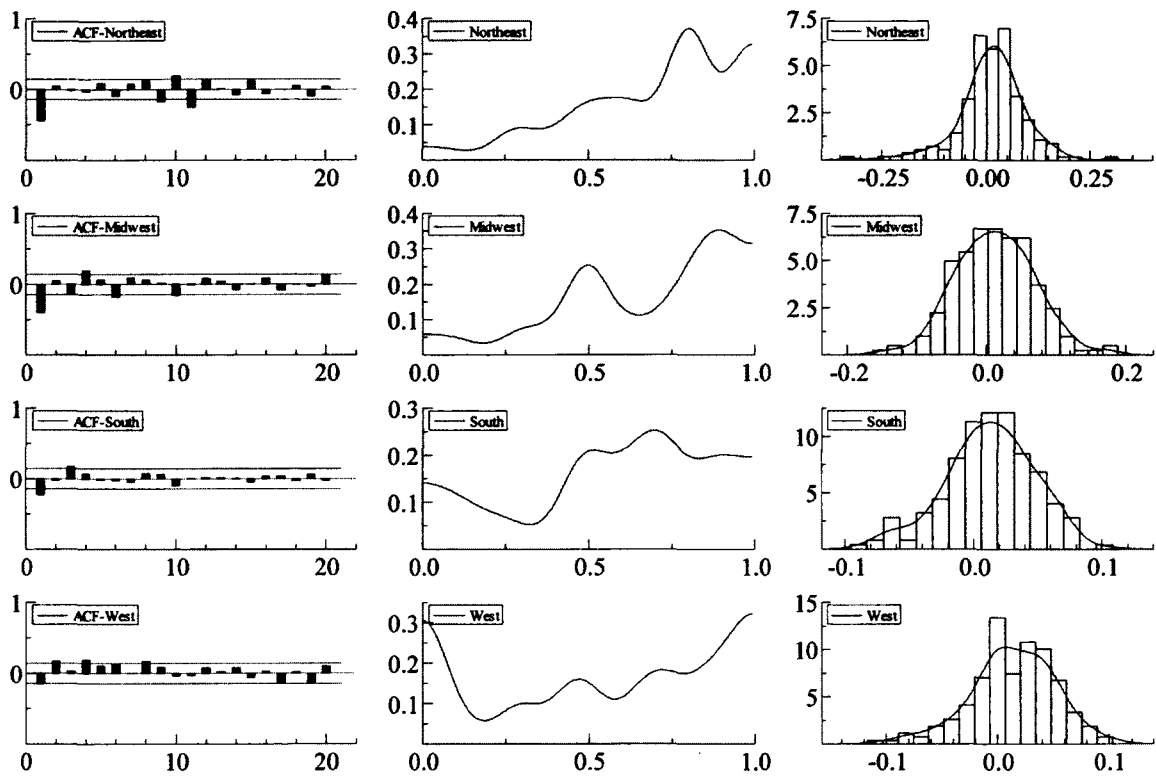 1 ACF-Northeast 0.4 Northeast 7.5 Northeast
0.3 5.0
0 0.2
0.1 2.5
0 10 20 0.0 0.5 1.0 -0.25 0.00 0.25
1 ACF-Midwest 0.4 Midwest 7.5 Midwest
0.3 5.0
0 0.2
0.1 2.5
0 10 20 0.0 0.5 1.0 -0.2 0.0 0.2
1 ACF-South 0.3 South South
10
0 0.2
0.1 5
0 10 20 0.0 0.5 1.0 -0.1 0.0 0.1
1 ACF-West West 15 West
0.3
10
0 0.2
0.1 5
0 10 20 0.0 0.5 1.0 -0.1 0.0 0.1